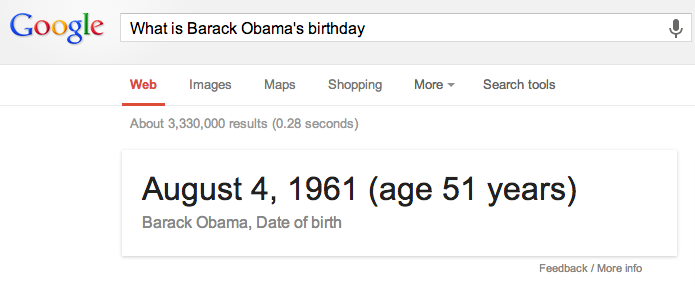 Google What is Barack Obama's birthday
Web Images Maps Shopping More Search tools
About 3,330,000 results (0.28 seconds)
August 4, 1961 (age 51 years)
Barack Obama, Date of birth
Feedback / More info